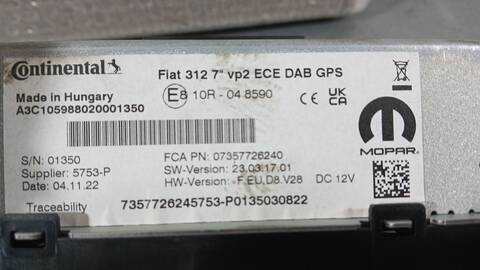 Continental
Fiat 312 7" vp2 ECE DAB GPS
Made in Hungary
A3C105988020001350
E8 10R - 04 8590
CE UK CA
MOPAR
S/N: 01350
Supplier: 5753-P
Date: 04.11.22
FCA PN: 07357726240
SW-Version: 23.03.17.01
HW-Version: F.EU.D8.V28 DC 12V
Traceability 7357726245753-P0135030822